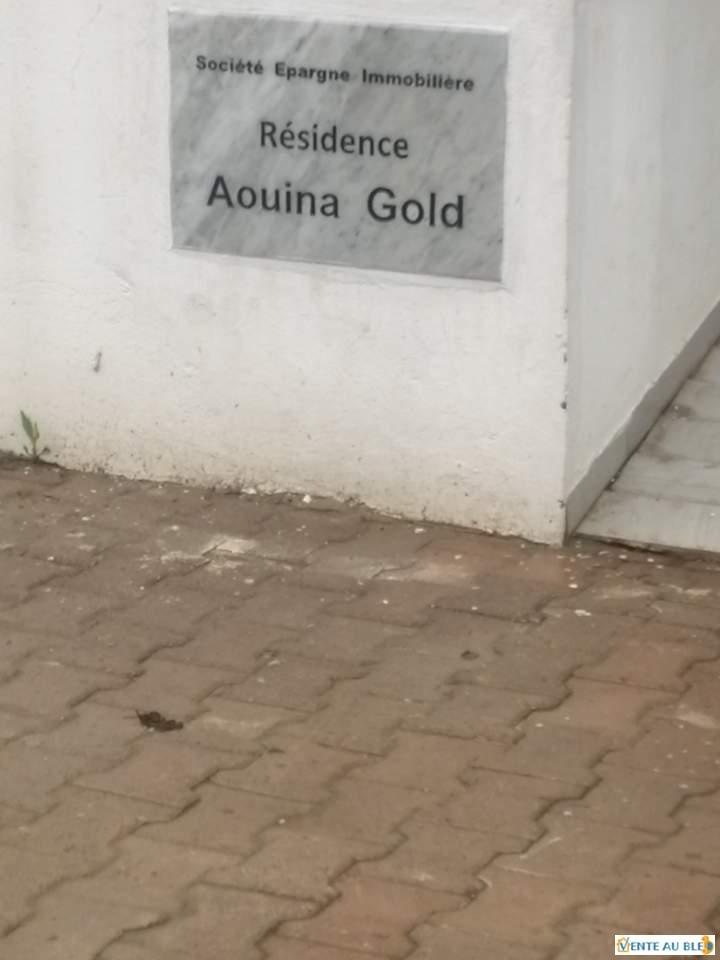 Société Epargne Immobilière
Résidence
Aouina Gold
VENTE AU BLED